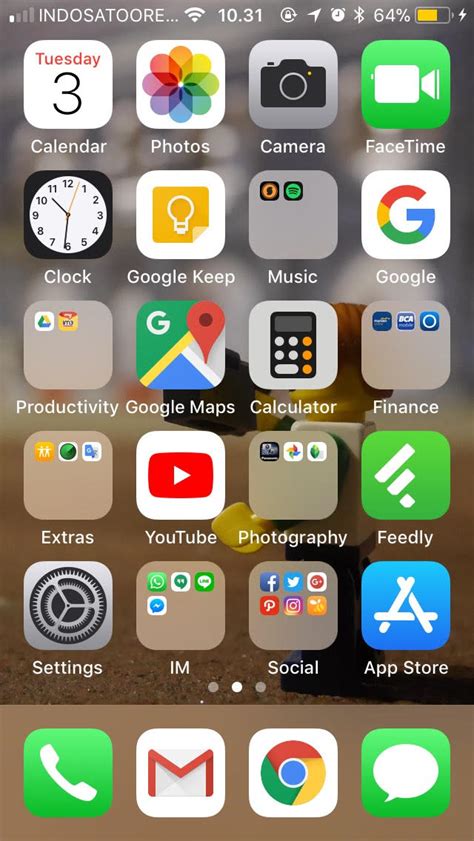 INDOSATOORE... 10.31 64%
Tuesday
3
Calendar Photos Camera FaceTime
12
Clock Google Keep Music Google
G
Productivity Google Maps Calculator Finance
BCA
Extras YouTube Photography Feedly
Settings IM Social App Store